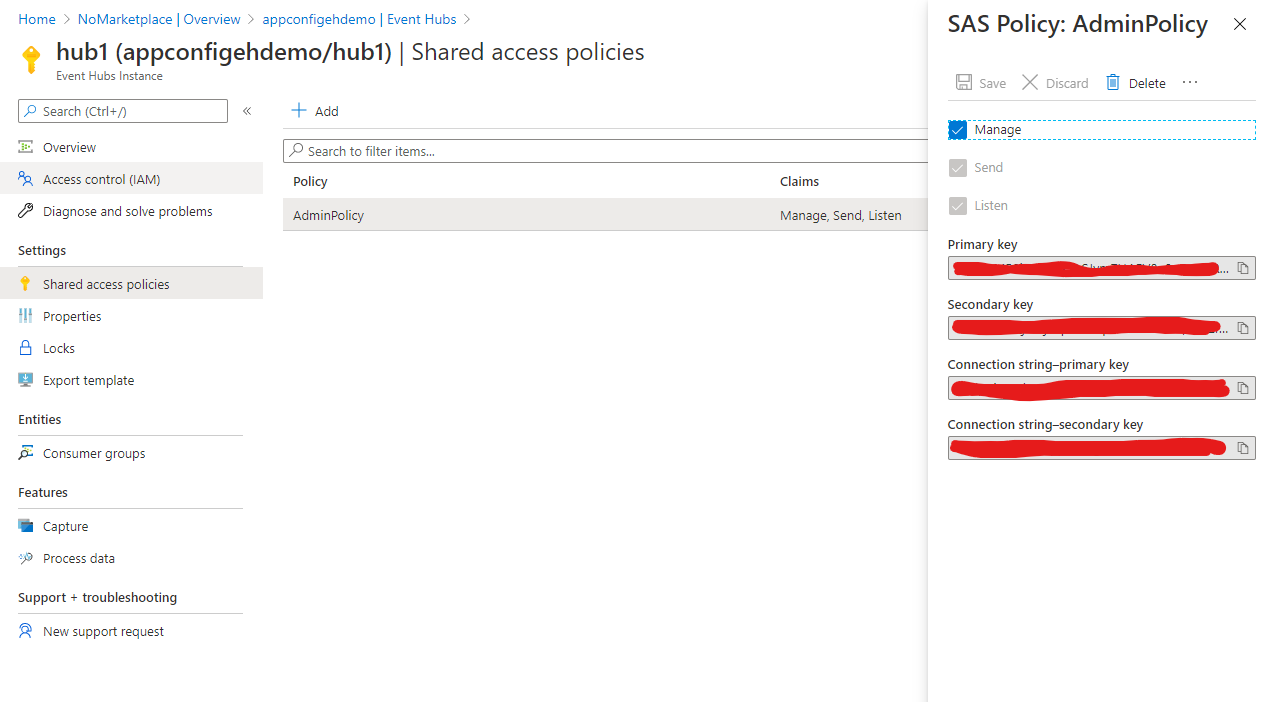 Home > NoMarketplace | Overview > appconfigehdemo | Event Hubs >
hub1 (appconfigehdemo/hub1) | Shared access policies
Event Hubs Instance
Search (Ctrl+/)
«
Overview
Access control (IAM)
Diagnose and solve problems
Settings
Shared access policies
Properties
Locks
Export template
Entities
Consumer groups
Features
Capture
Process data
Support + troubleshooting
New support request
Add
Search to filter items...
Policy Claims
AdminPolicy Manage, Send, Listen
SAS Policy: AdminPolicy
Save Discard Delete ...
Manage
Send
Listen
Primary key
Secondary key
Connection string–primary key
Connection string–secondary key